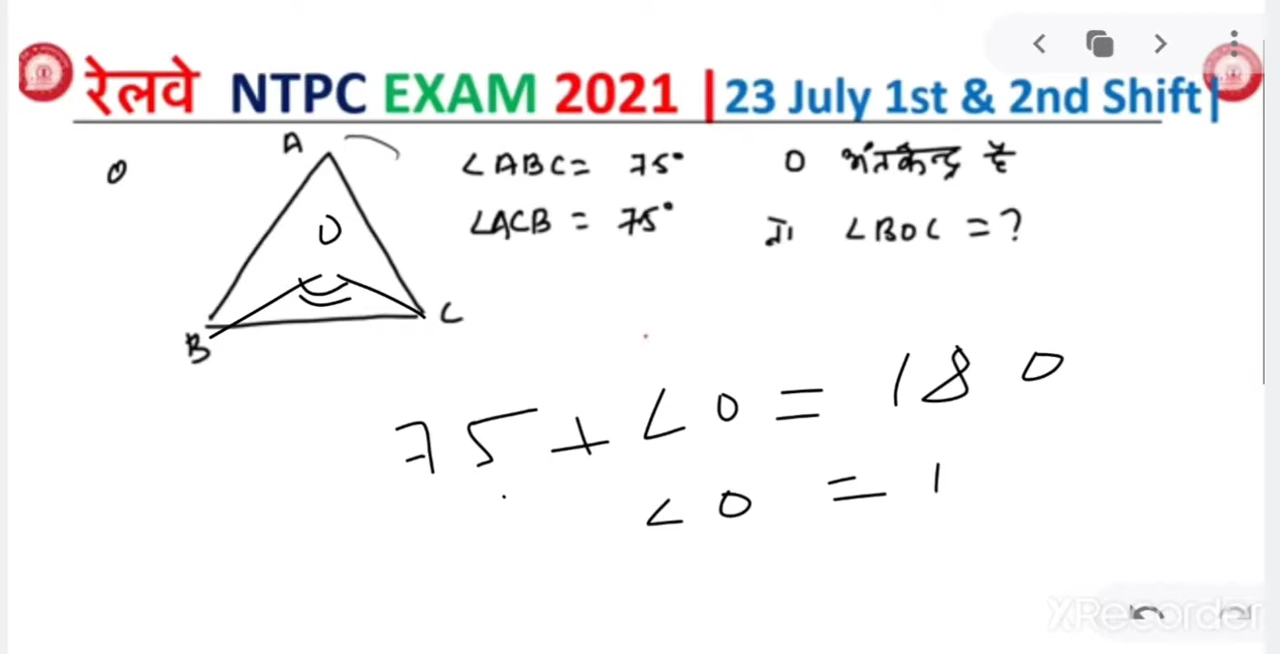 रेलवे NTPC EXAM 2021 | 23 July 1st & 2nd Shift|
A
∠ABC = 75° O अंतकेन्द्र है
O
∠ACB = 75° तो ∠BOC = ?
O
C
B
75 + ∠O = 180
∠O = 1
XRecorder